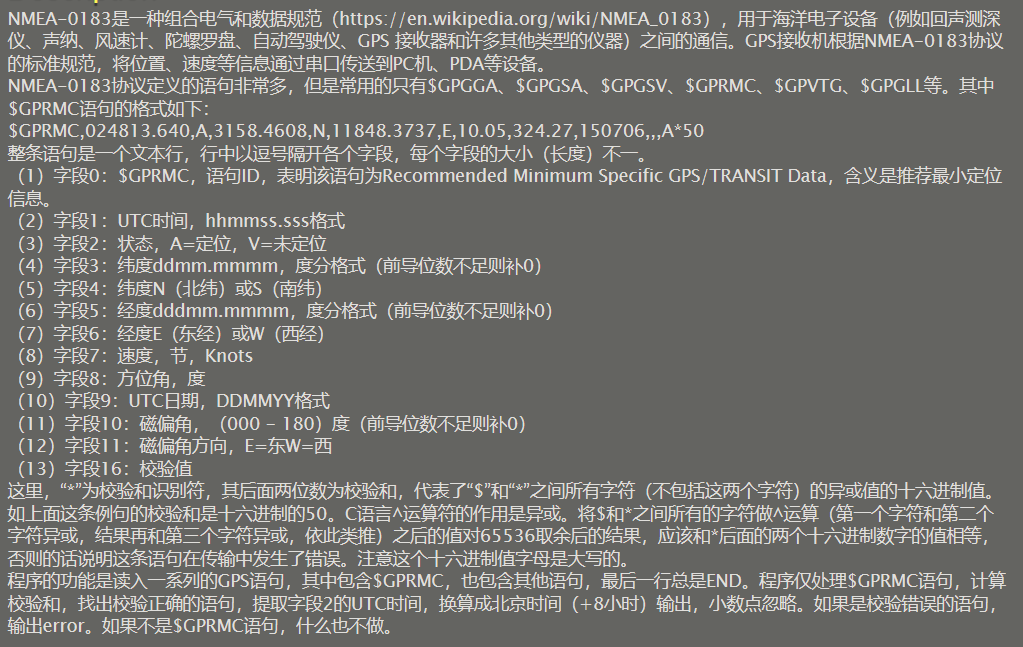 NMEA-0183是一种组合电气和数据规范（https://en.wikipedia.org/wiki/NMEA_0183），用于海洋电子设备（例如回声测深
仪、声纳、风速计、陀螺罗盘、自动驾驶仪、GPS 接收器和许多其他类型的仪器）之间的通信。GPS接收机根据NMEA-0183协议
的标准规范，将位置、速度等信息通过串口传送到PC机、PDA等设备。
NMEA-0183协议定义的语句非常多，但是常用的只有$GPGGA、$GPGSA、$GPGSV、$GPRMC、$GPVTG、$GPGLL等。其中
$GPRMC语句的格式如下：
$GPRMC,024813.640,A,3158.4608,N,11848.3737,E,10.05,324.27,150706,,,A*50
整条语句是一个文本行，行中以逗号隔开各个字段，每个字段的大小（长度）不一。
（1）字段0：$GPRMC，语句ID，表明该语句为Recommended Minimum Specific GPS/TRANSIT Data，含义是推荐最小定位
信息。
（2）字段1：UTC时间，hhmmss.sss格式
（3）字段2：状态，A=定位，V=未定位
（4）字段3：纬度ddmm.mmmm，度分格式（前导位数不足则补0）
（5）字段4：纬度N（北纬）或S（南纬）
（6）字段5：经度dddmm.mmmm，度分格式（前导位数不足则补0）
（7）字段6：经度E（东经）或W（西经）
（8）字段7：速度，节，Knots
（9）字段8：方位角，度
（10）字段9：UTC日期，DDMMYY格式
（11）字段10：磁偏角，（000 - 180）度（前导位数不足则补0）
（12）字段11：磁偏角方向，E=东W=西
（13）字段16：校验值
这里，“*”为校验和识别符，其后面两位数为校验和，代表了“$”和“*”之间所有字符（不包括这两个字符）的异或值的十六进制值。
如上面这条例句的校验和是十六进制的50。C语言^运算符的作用是异或。将$和*之间所有的字符做^运算（第一个字符和第二个
字符异或，结果再和第三个字符异或，依此类推）之后的值对65536取余后的结果，应该和*后面的两个十六进制数字的值相等，
否则的话说明这条语句在传输中发生了错误。注意这个十六进制值字母是大写的。
程序的功能是读入一系列的GPS语句，其中包含$GPRMC，也包含其他语句，最后一行总是END。程序仅处理$GPRMC语句，计算
校验和，找出校验正确的语句，提取字段2的UTC时间，换算成北京时间（+8小时）输出，小数点忽略。如果是校验错误的语句，
输出error。如果不是$GPRMC语句，什么也不做。